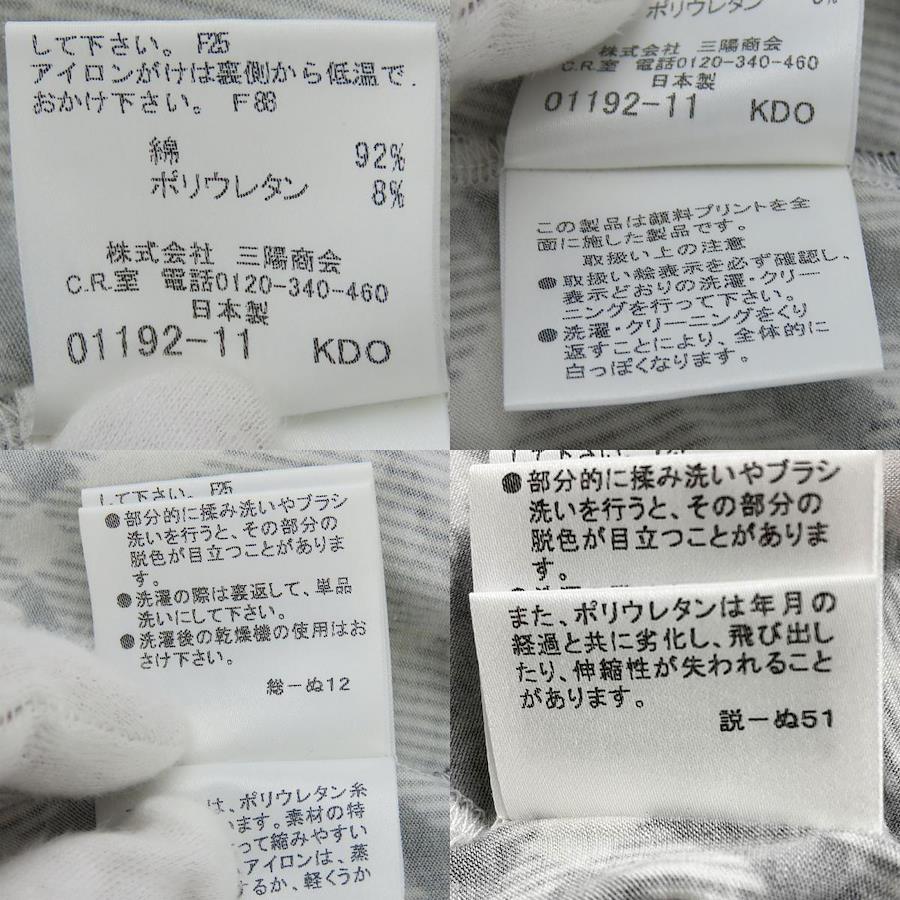 して下さい。 F25
アイロンがけは裏側から低温で、
おかけ下さい。 F88
綿 92%
ポリウレタン 8%
株式会社 三陽商会
C.R.室 電話0120-340-460
日本製
01192-11 KDO
ポリウレタン 8%
株式会社 三陽商会
C.R.室 電話0120-340-460
日本製
01192-11 KDO
この製品は顔料プリントを全
面に施した製品です。
取扱い上の注意
●取扱い絵表示を必ず確認し、
表示どおりの洗濯・クリー
ニングを行って下さい。
●洗濯・クリーニングをくり
返すことにより、全体的に
白っぽくなります。
して下さい。 F25
●部分的に揉み洗いやブラシ
洗いを行うと、その部分の
脱色が目立つことがありま
す。
●洗濯の際は裏返して、単品
洗いにして下さい。
●洗濯後の乾燥機の使用はお
さけ下さい。
総ーぬ12
は、ポリウレタン糸
います。素材の特
って縮みやすい
アイロンは、蒸
するか、軽くうか
●部分的に揉み洗いやブラシ
洗いを行うと、その部分の
脱色が目立つことがありま
す。
また、ポリウレタンは年月の
経過と共に劣化し、飛び出し
たり、伸縮性が失われること
があります。
説ーぬ51